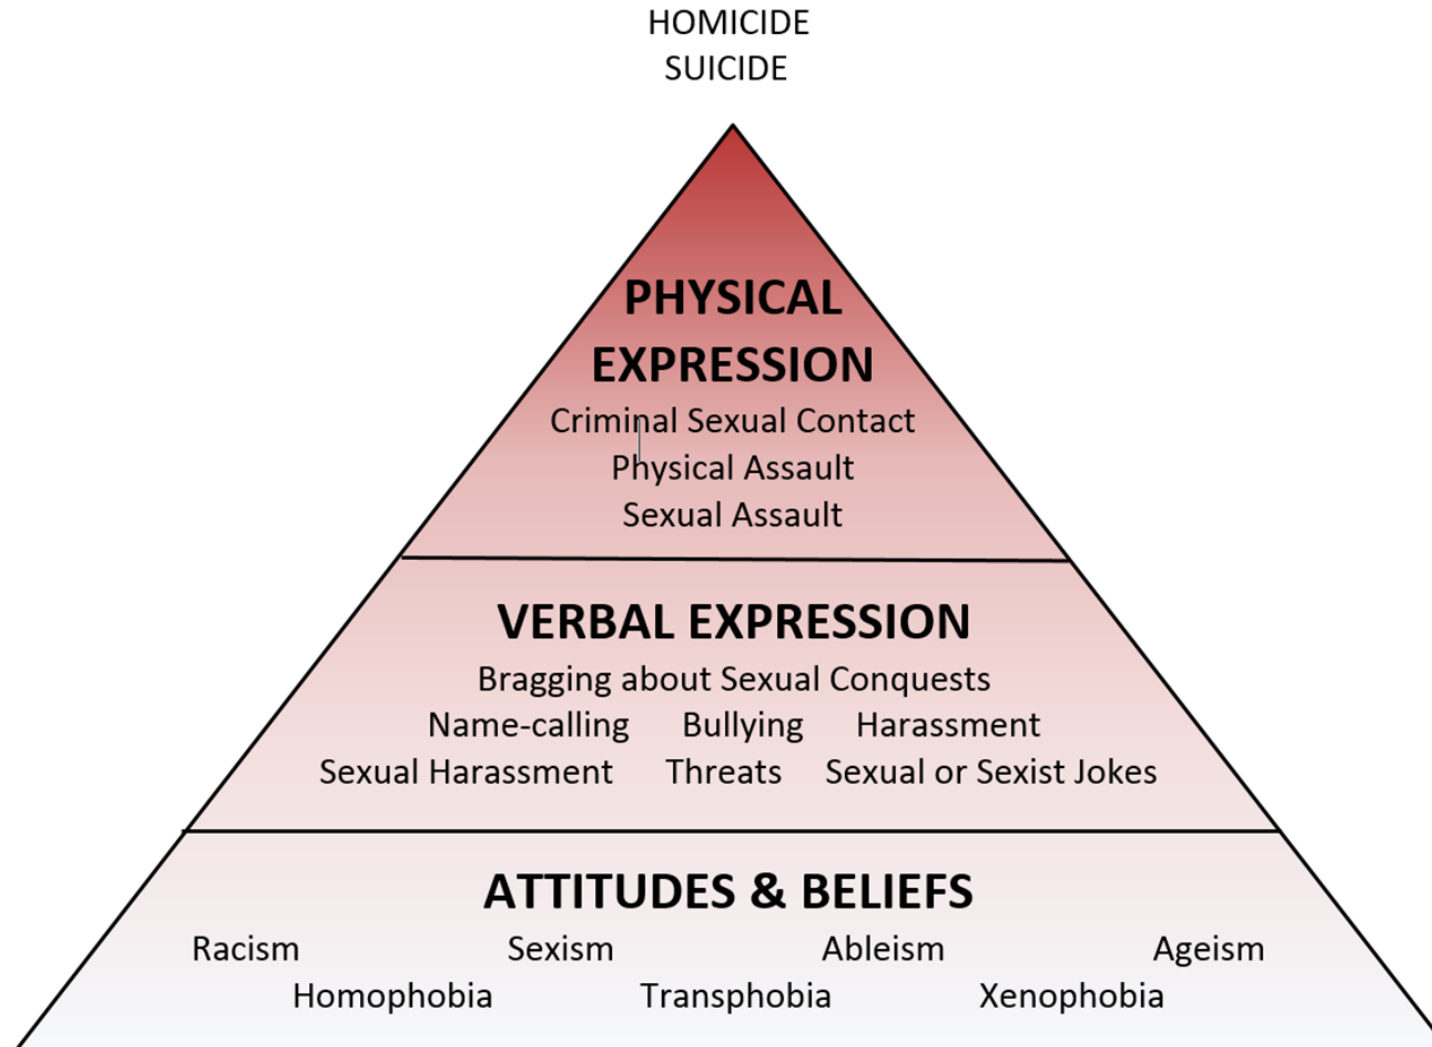 HOMICIDE
SUICIDE
PHYSICAL
EXPRESSION
Criminal Sexual Contact
Physical Assault
Sexual Assault
VERBAL EXPRESSION
Bragging about Sexual Conquests
Name-calling Bullying Harassment
Sexual Harassment Threats Sexual or Sexist Jokes
ATTITUDES & BELIEFS
Racism Sexism Ableism Ageism
Homophobia Transphobia Xenophobia